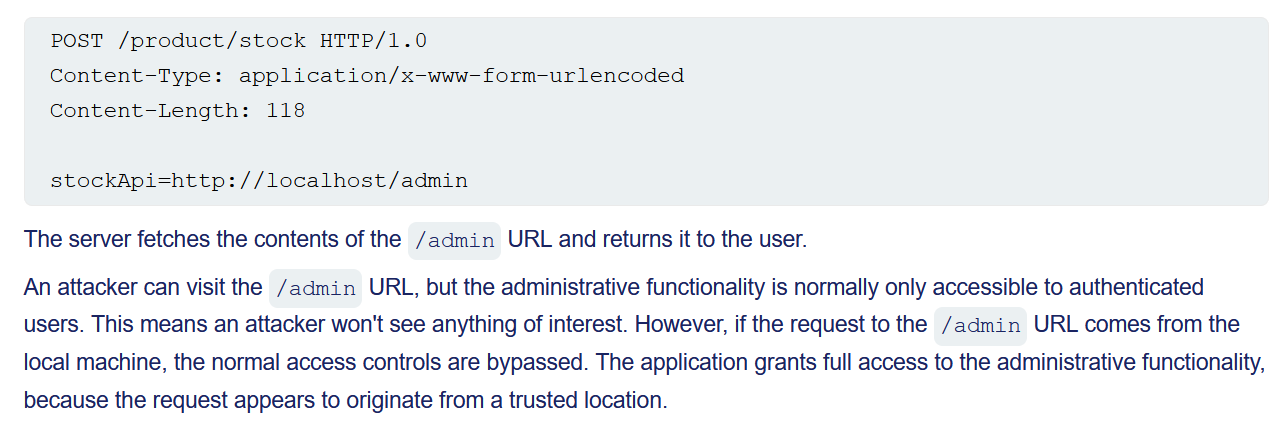 POST /product/stock HTTP/1.0
Content-Type: application/x-www-form-urlencoded
Content-Length: 118
stockApi=http://localhost/admin
The server fetches the contents of the /admin URL and returns it to the user.
An attacker can visit the /admin URL, but the administrative functionality is normally only accessible to authenticated
users. This means an attacker won't see anything of interest. However, if the request to the /admin URL comes from the
local machine, the normal access controls are bypassed. The application grants full access to the administrative functionality,
because the request appears to originate from a trusted location.